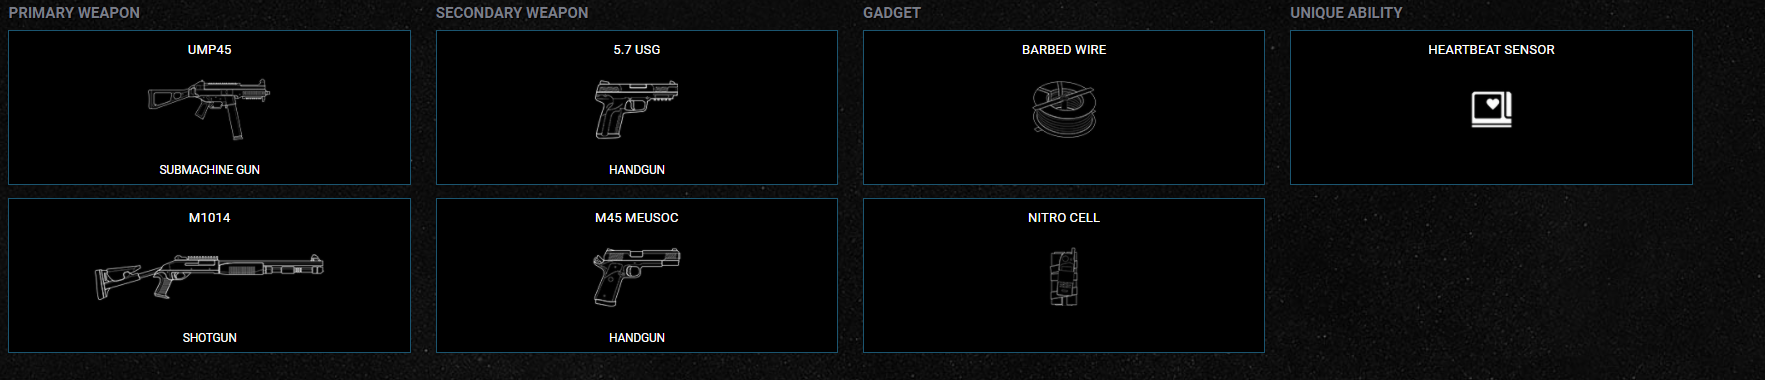 PRIMARY WEAPON
SECONDARY WEAPON
GADGET
UNIQUE ABILITY
UMP45
5.7 USG
BARBED WIRE
HEARTBEAT SENSOR
SUBMACHINE GUN
HANDGUN
M1014
M45 MEUSOC
NITRO CELL
SHOTGUN
HANDGUN